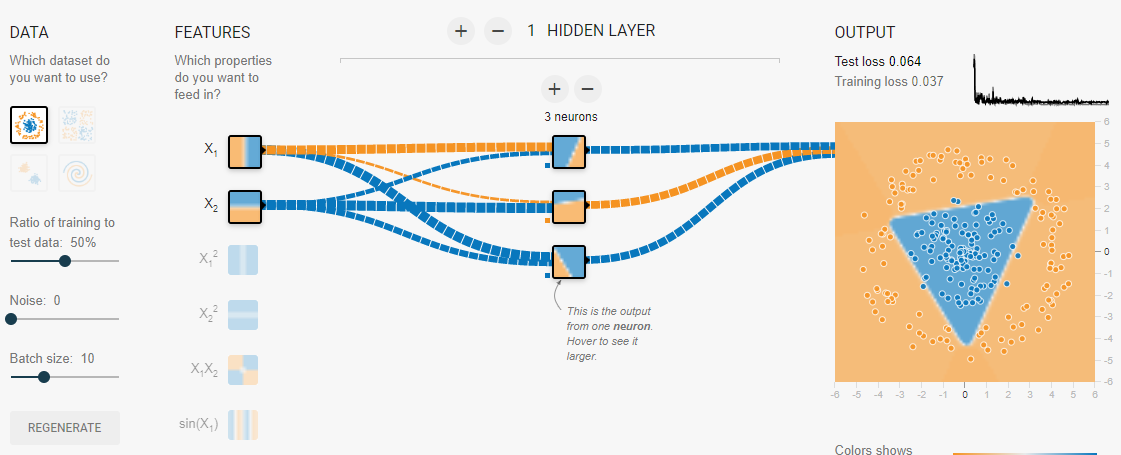 DATA
Which dataset do
you want to use?
Ratio of training to
test data: 50%
Noise: 0
Batch size: 10
REGENERATE
FEATURES
Which properties
do you want to
feed in?
X₁
X₂
X₁²
X₂²
X₁X₂
sin(X₁)
+ − 1 HIDDEN LAYER
+ −
3 neurons
This is the output
from one neuron.
Hover to see it
larger.
OUTPUT
Test loss 0.064
Training loss 0.037
6
5
4
3
2
1
0
-1
-2
-3
-4
-5
-6
-6 -5 -4 -3 -2 -1 0 1 2 3 4 5 6
Colors shows